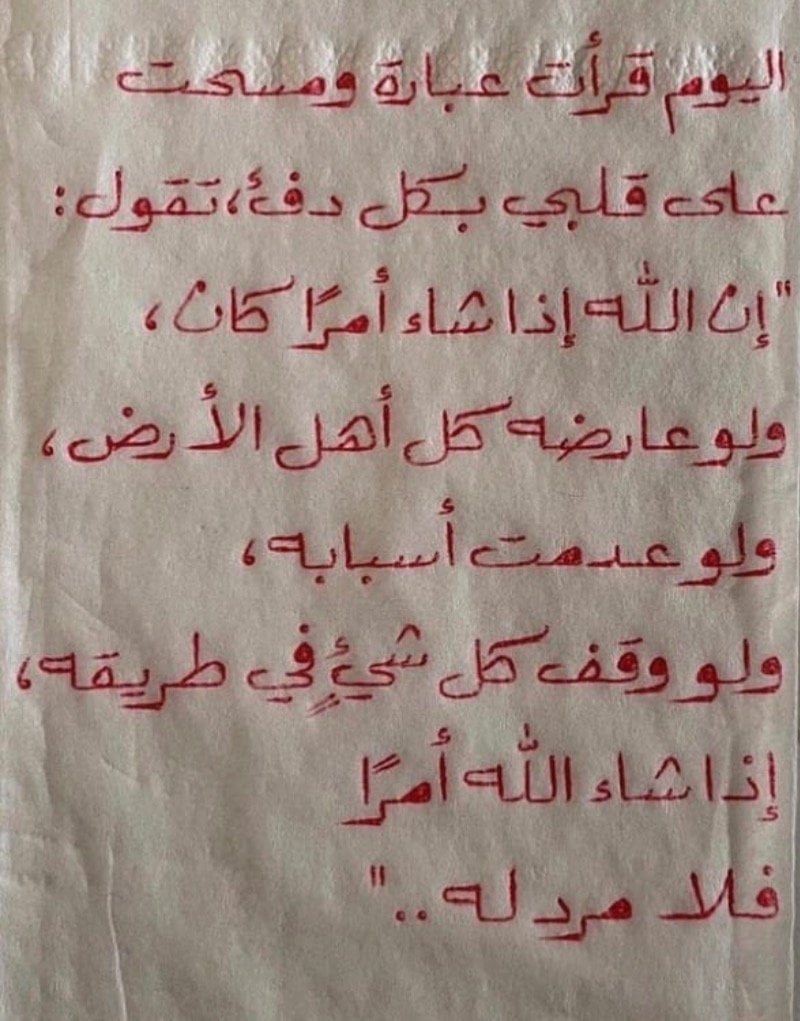 اليوم قرأت عبارة ومسحت
على قلبي بكل دفئ، تقول:
"إن الله إذا شاء أمرًا كان،
ولو عارضه كل أهل الأرض،
ولو عدمت أسبابه،
ولو وقف كل شيءٍ في طريقه،
إذا شاء الله أمرًا
فلا مرد له .."